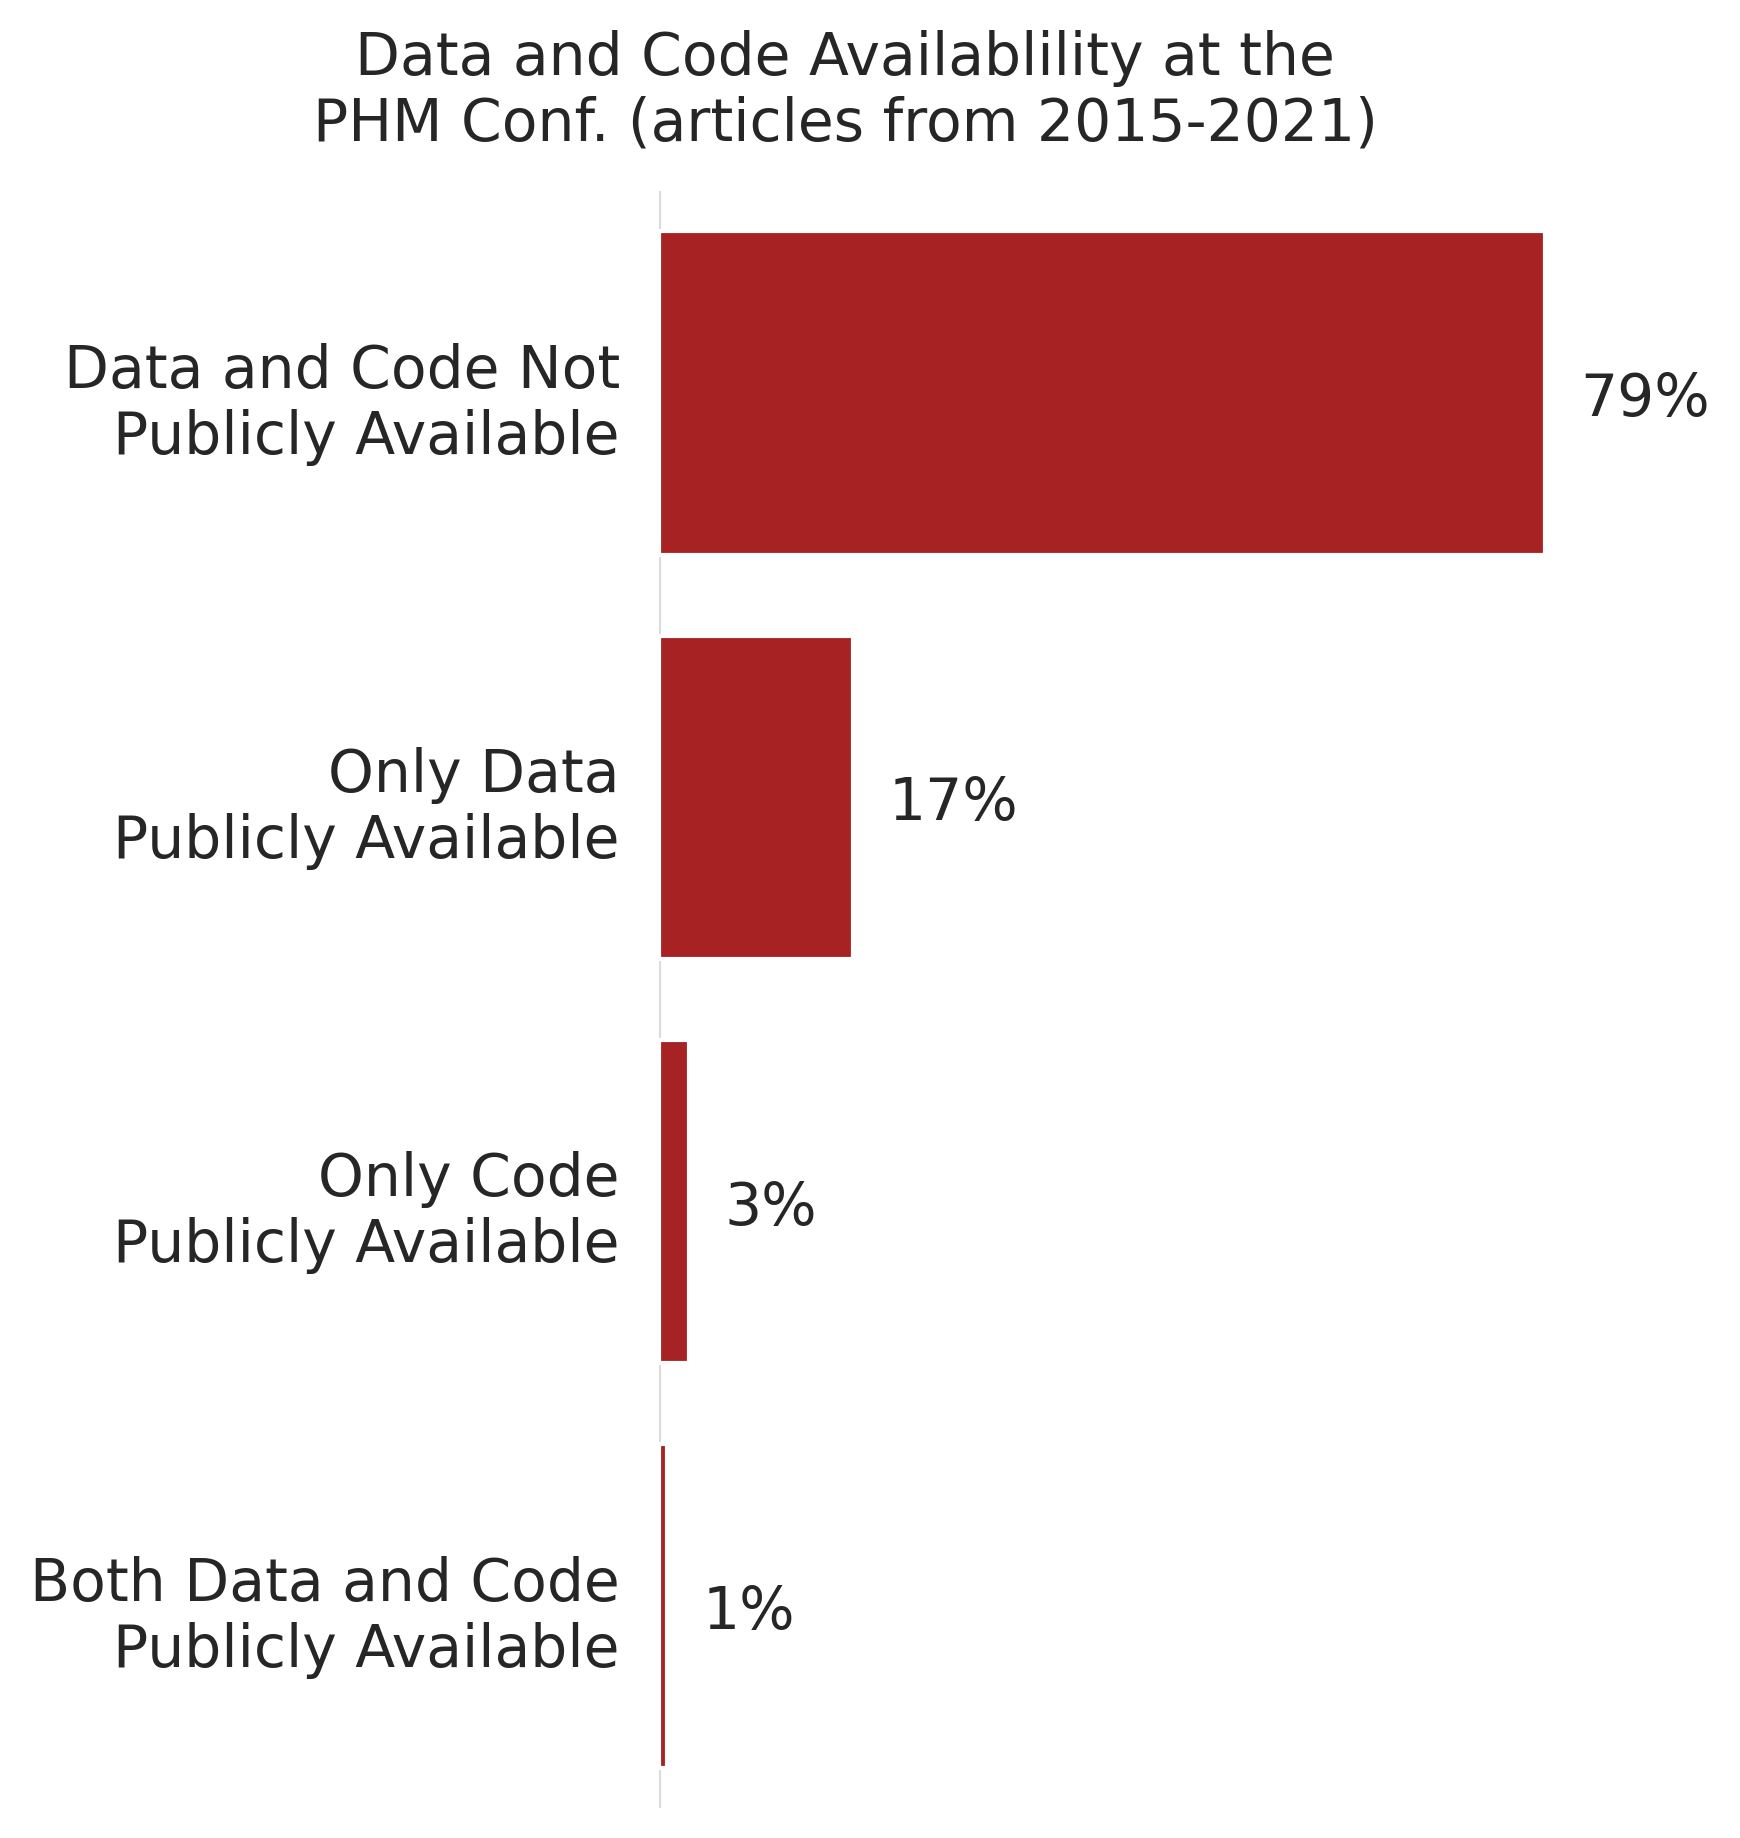 Data and Code Availablility at the
PHM Conf. (articles from 2015-2021)
Data and Code Not
Publicly Available
79%
Only Data
Publicly Available
17%
Only Code
Publicly Available
3%
Both Data and Code
Publicly Available
1%